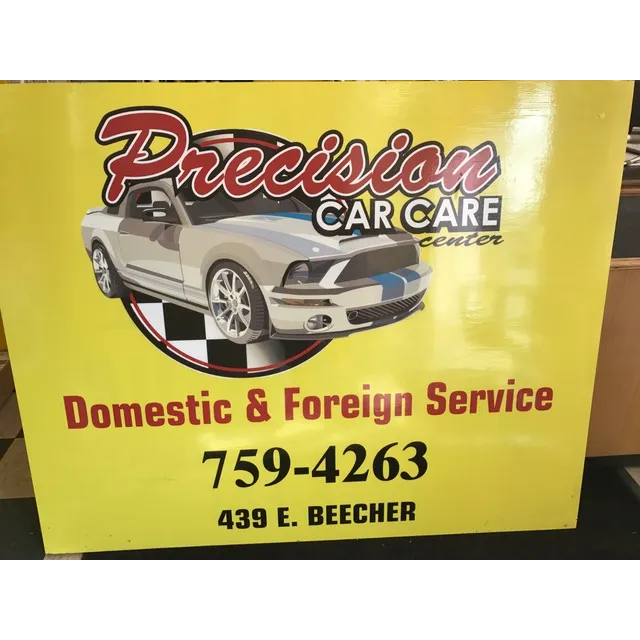 Precision
CAR CARE
center
Domestic & Foreign Service
759-4263
439 E. BEECHER